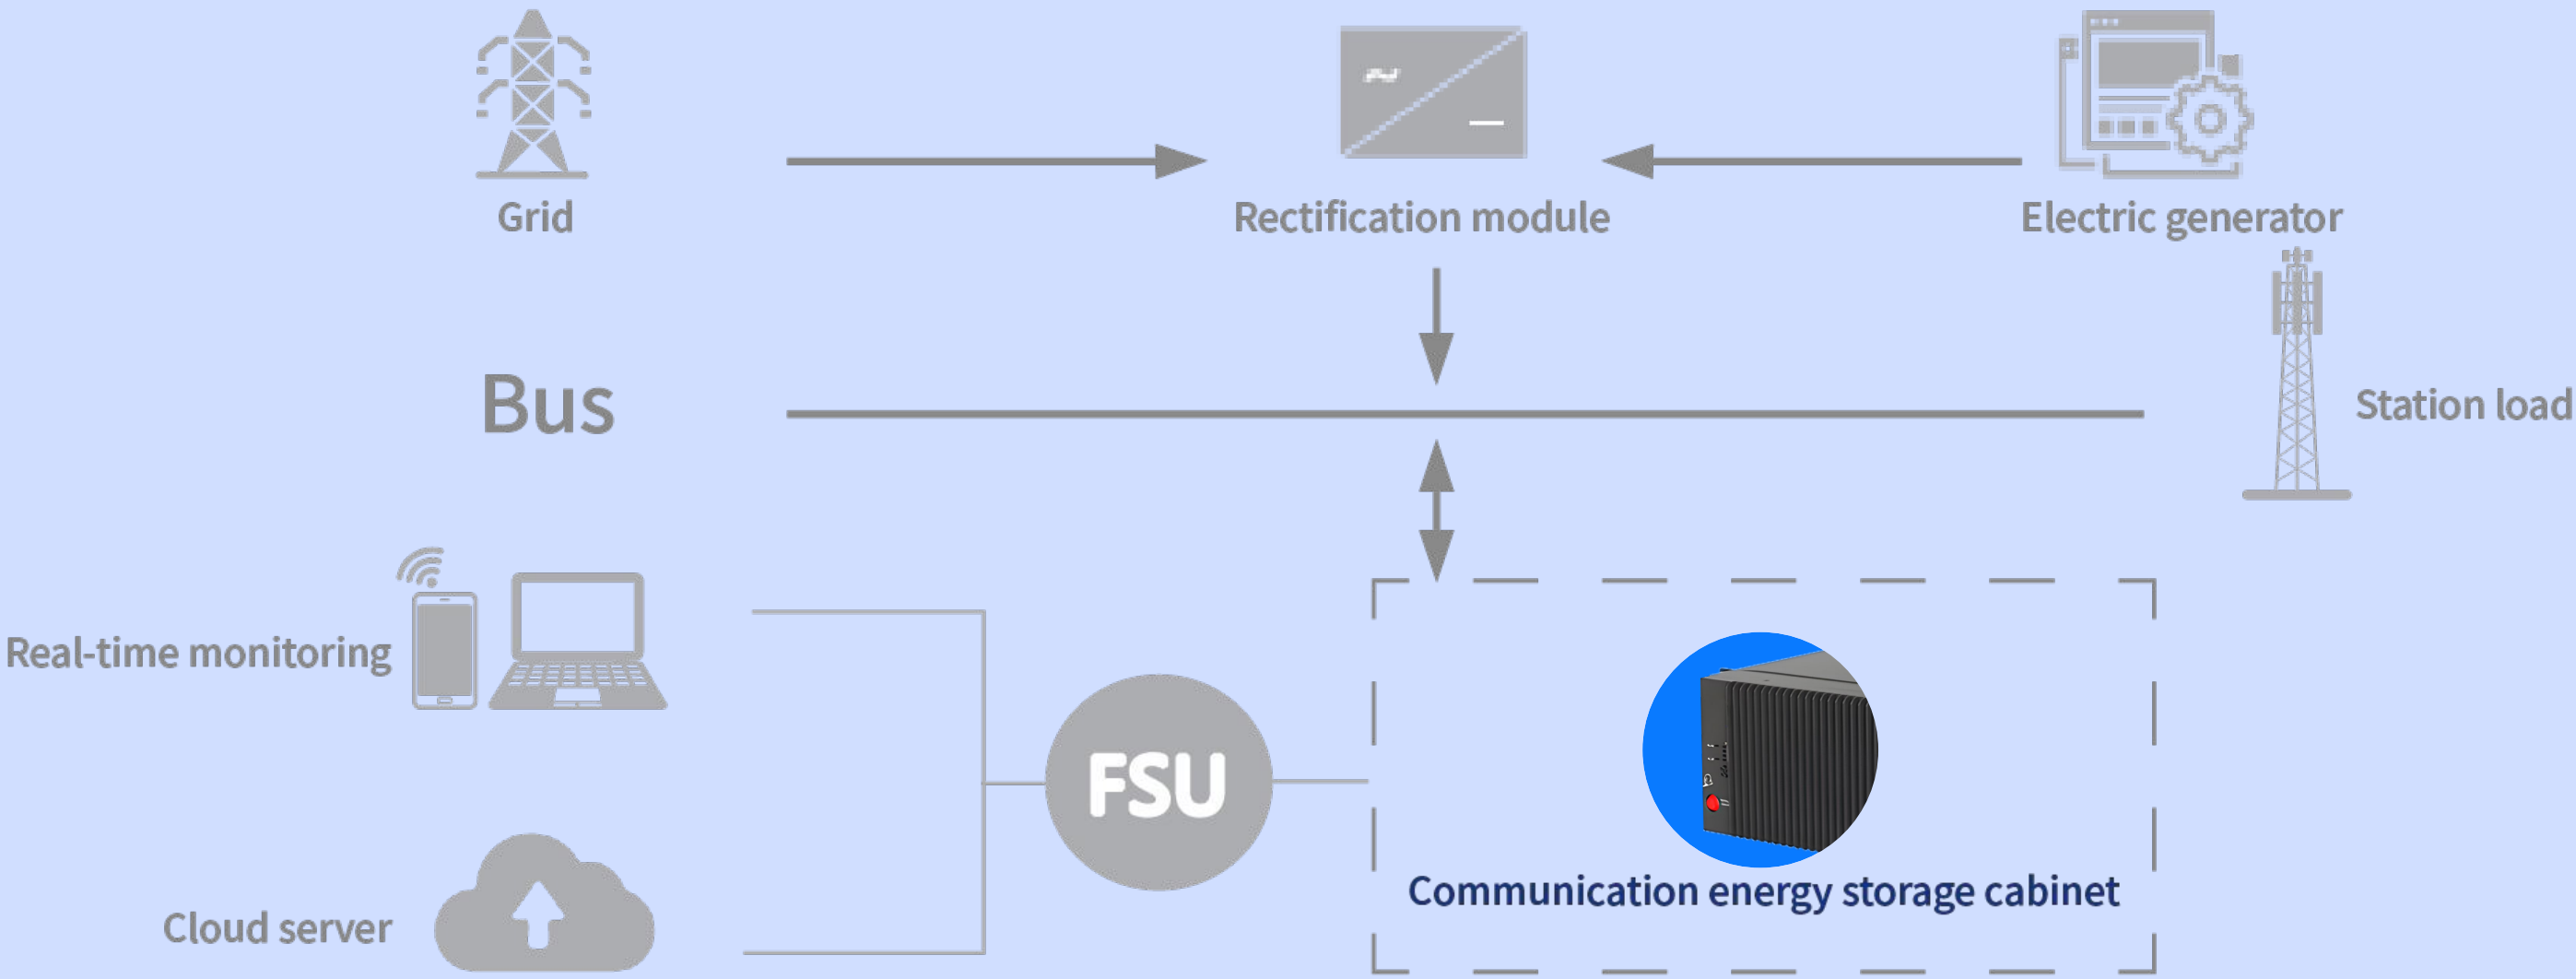 Grid
Rectification module
Electric generator
Bus
Station load
Real-time monitoring
FSU
Communication energy storage cabinet
Cloud server